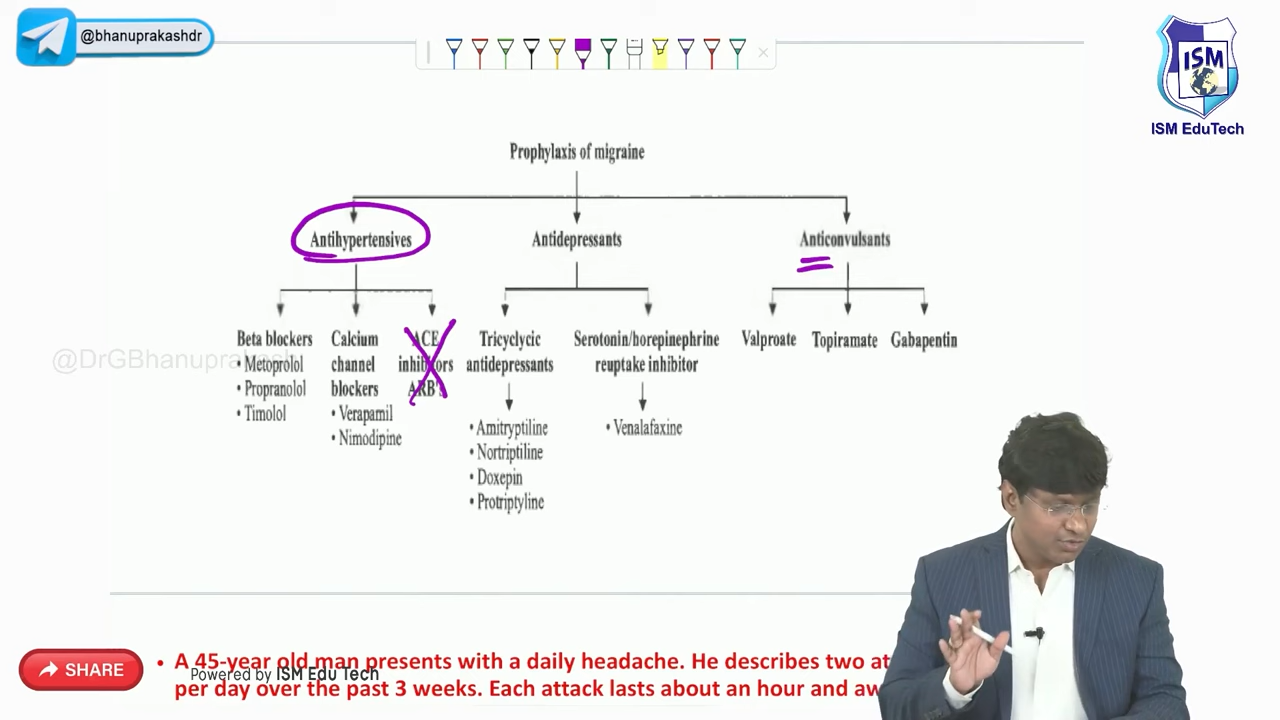 @bhanuprakashdr
ISM
ISM EduTech
Prophylaxis of migraine
Antihypertensives
Antidepressants
Anticonvulsants
Beta blockers
• Metoprolol
• Propranolol
• Timolol
Calcium
channel
blockers
• Verapamil
• Nimodipine
ACE
inhibitors
ARB's
Tricyclic
antidepressants
• Amitryptiline
• Nortriptiline
• Doxepin
• Protriptyline
Serotonin/horepinephrine
reuptake inhibitor
• Venalafaxine
Valproate
Topiramate
Gabapentin
@DrGBhanuprakash
SHARE
• A 45-year old man presents with a daily headache. He describes two at
per day over the past 3 weeks. Each attack lasts about an hour and aw
Powered by ISM Edu Tech